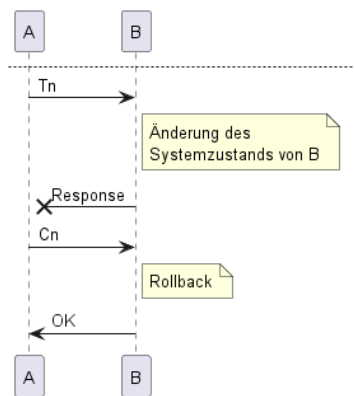 A B
Tn
Änderung des
Systemzustands von B
Response
Cn
Rollback
OK
A B